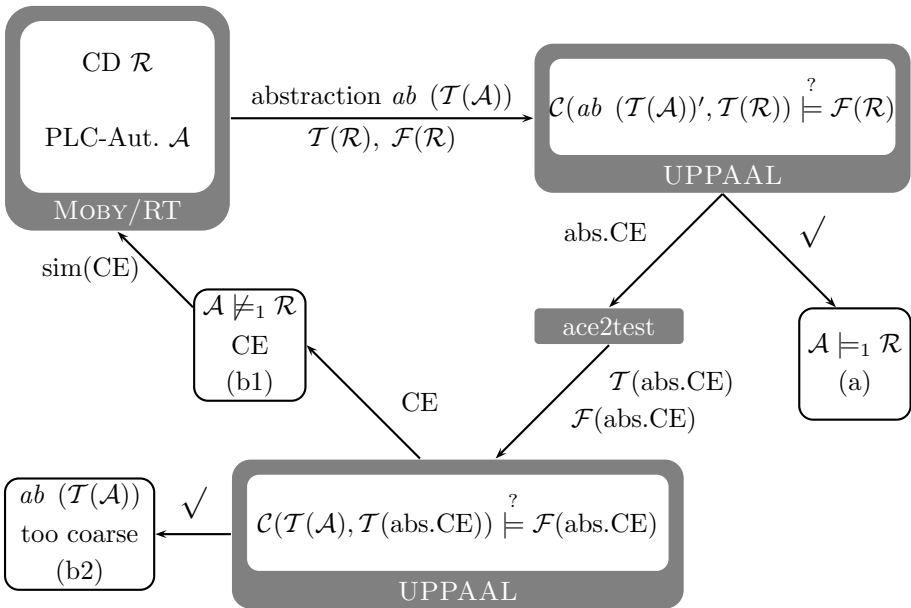 CD ℛ
PLC-Aut. 𝒜
MOBY/RT
abstraction ab (𝒯(𝒜))
𝒯(ℛ), ℱ(ℛ)
𝒞(ab (𝒯(𝒜))′, 𝒯(ℛ)) ⊨? ℱ(ℛ)
UPPAAL
abs.CE
√
sim(CE)
𝒜 ⊭₁ ℛ
CE
(b1)
ace2test
𝒜 ⊨₁ ℛ
(a)
𝒯(abs.CE)
ℱ(abs.CE)
CE
ab (𝒯(𝒜))
too coarse
(b2)
√
𝒞(𝒯(𝒜), 𝒯(abs.CE)) ⊨? ℱ(abs.CE)
UPPAAL